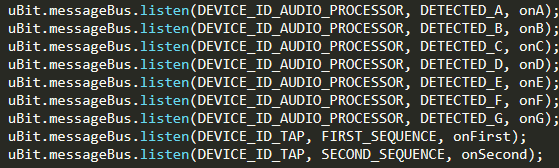 uBit.messageBus.listen(DEVICE_ID_AUDIO_PROCESSOR, DETECTED_A, onA);
uBit.messageBus.listen(DEVICE_ID_AUDIO_PROCESSOR, DETECTED_B, onB);
uBit.messageBus.listen(DEVICE_ID_AUDIO_PROCESSOR, DETECTED_C, onC);
uBit.messageBus.listen(DEVICE_ID_AUDIO_PROCESSOR, DETECTED_D, onD);
uBit.messageBus.listen(DEVICE_ID_AUDIO_PROCESSOR, DETECTED_E, onE);
uBit.messageBus.listen(DEVICE_ID_AUDIO_PROCESSOR, DETECTED_F, onF);
uBit.messageBus.listen(DEVICE_ID_AUDIO_PROCESSOR, DETECTED_G, onG);
uBit.messageBus.listen(DEVICE_ID_TAP, FIRST_SEQUENCE, onFirst);
uBit.messageBus.listen(DEVICE_ID_TAP, SECOND_SEQUENCE, onSecond);